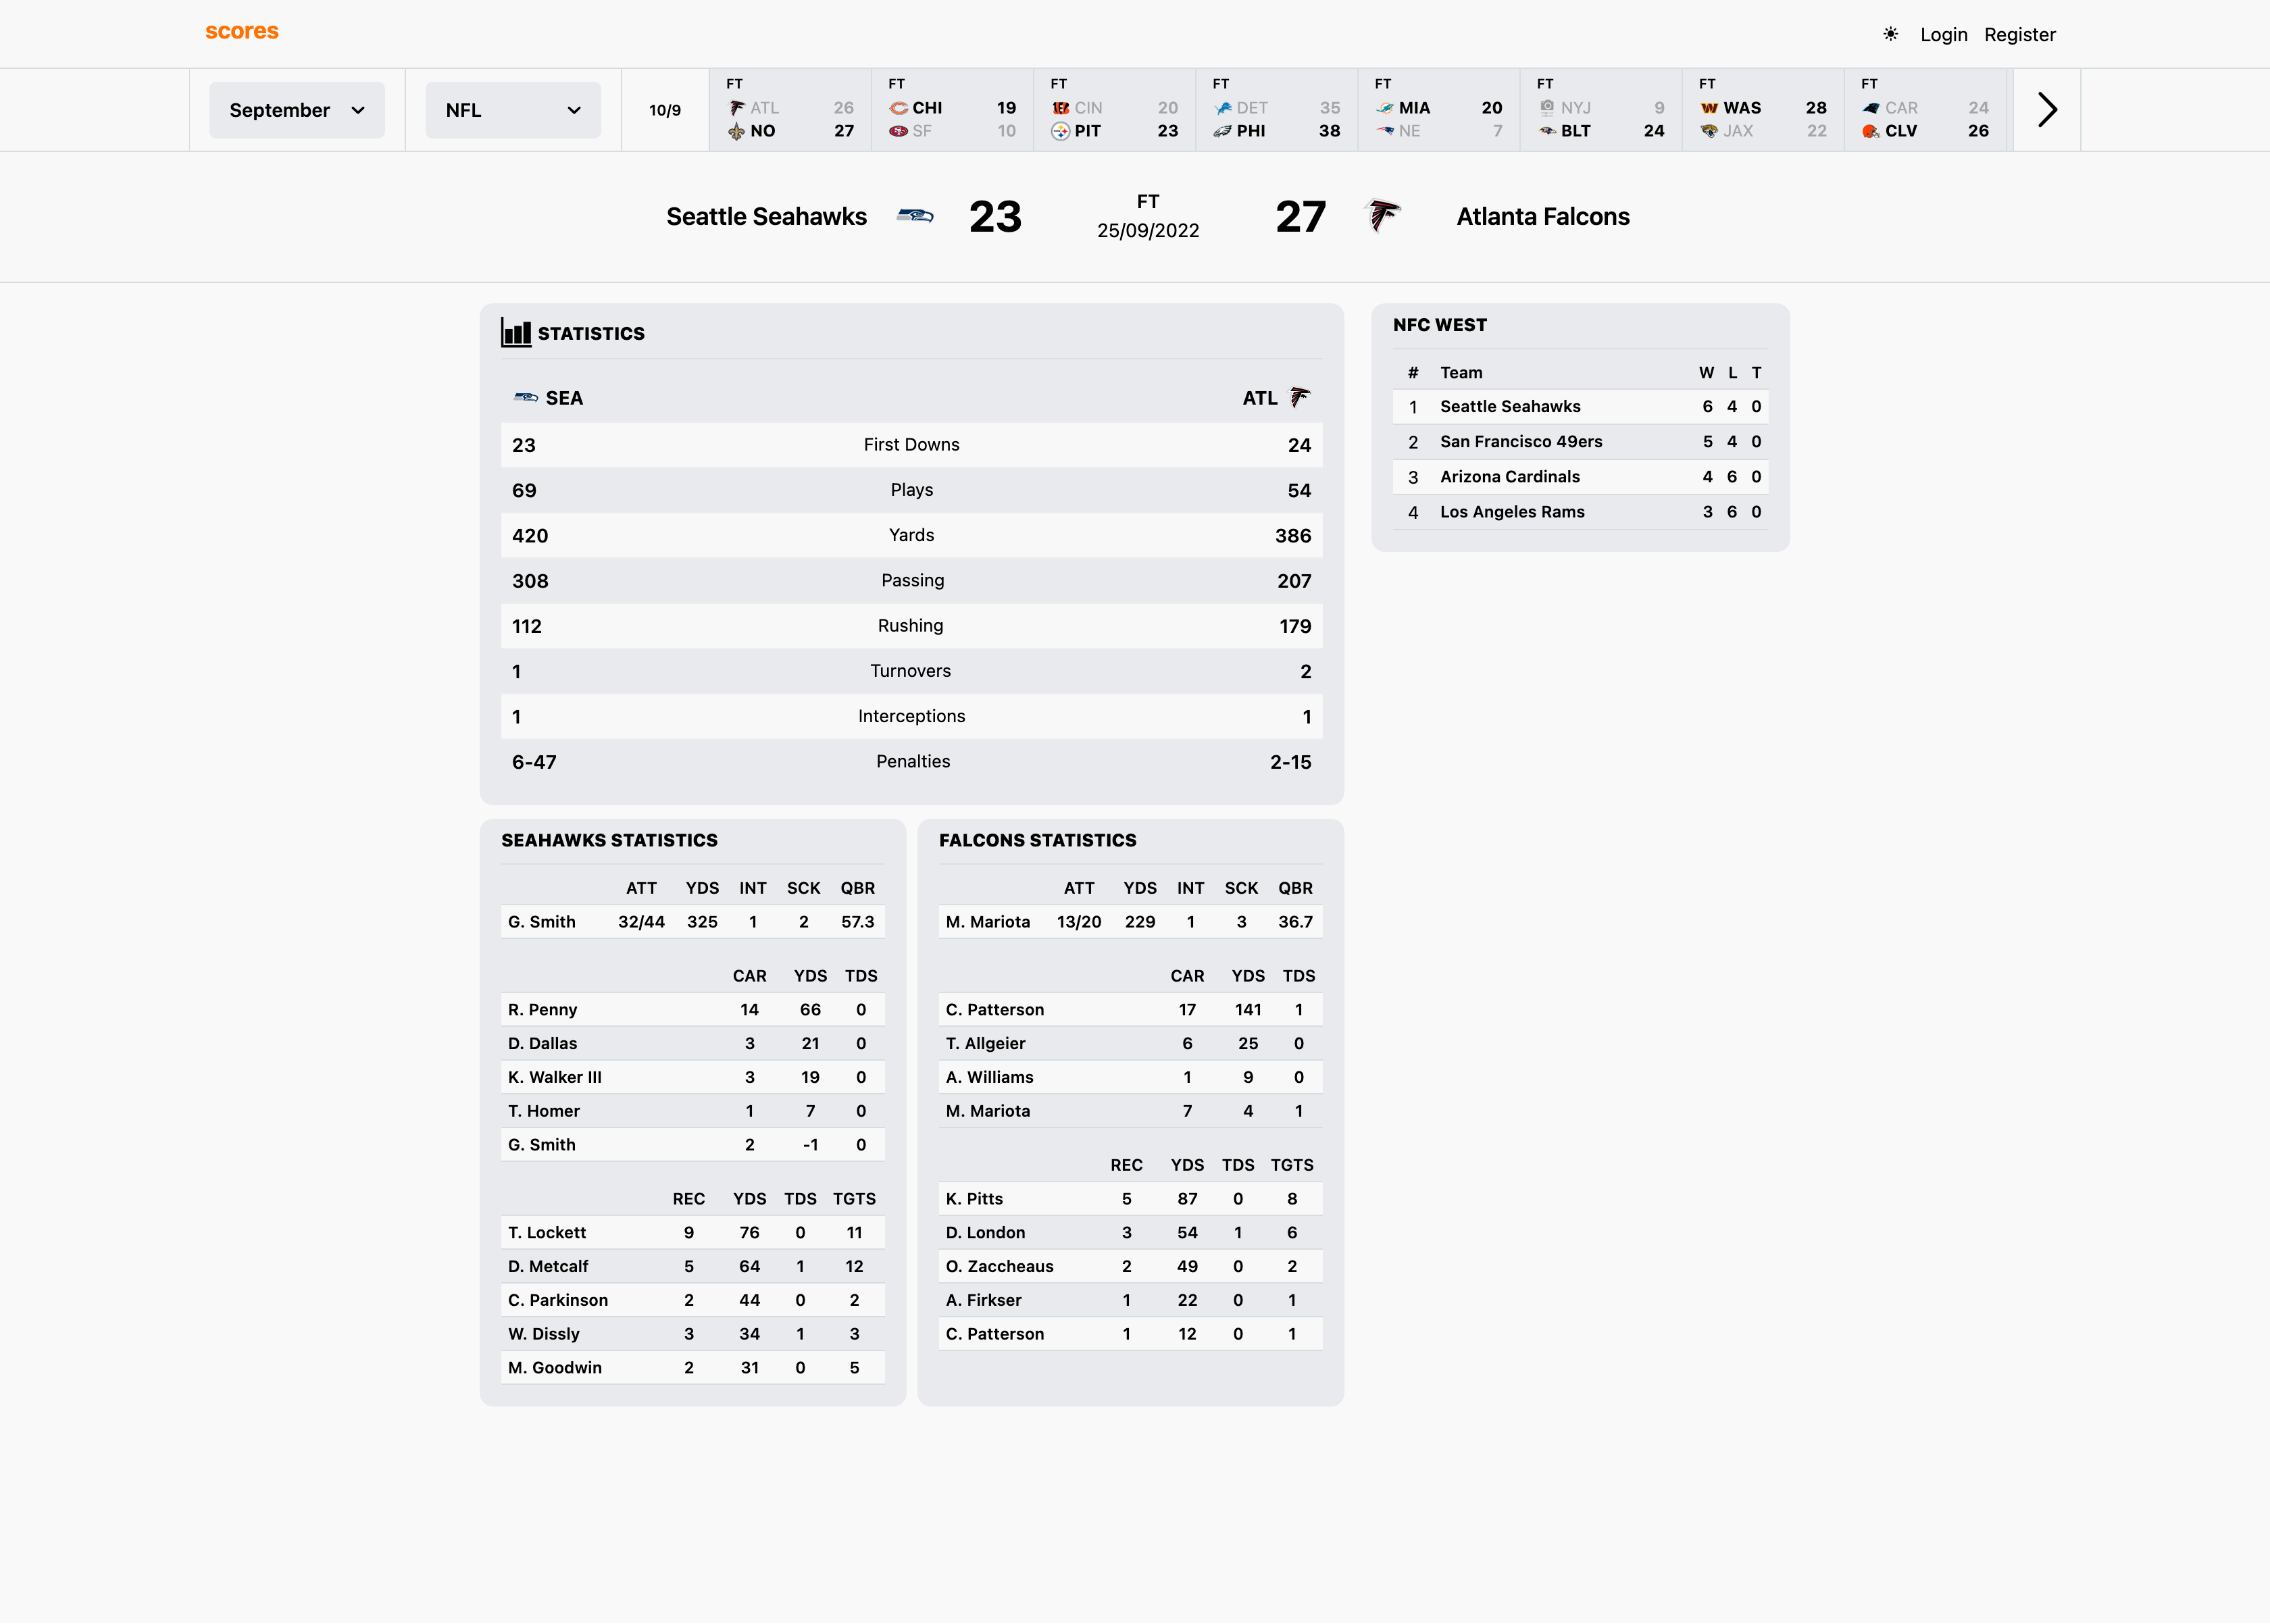 scores
Login Register
September
NFL
10/9
FT
ATL 26
NO 27
FT
CHI 19
SF 10
FT
CIN 20
PIT 23
FT
DET 35
PHI 38
FT
MIA 20
NE 7
FT
NYJ 9
BLT 24
FT
WAS 28
JAX 22
FT
CAR 24
CLV 26
Seattle Seahawks 23 FT 27 Atlanta Falcons
25/09/2022
STATISTICS
SEA ATL
23 First Downs 24
69 Plays 54
420 Yards 386
308 Passing 207
112 Rushing 179
1 Turnovers 2
1 Interceptions 1
6-47 Penalties 2-15
NFC WEST
# Team W L T
1 Seattle Seahawks 6 4 0
2 San Francisco 49ers 5 4 0
3 Arizona Cardinals 4 6 0
4 Los Angeles Rams 3 6 0
SEAHAWKS STATISTICS
ATT YDS INT SCK QBR
G. Smith 32/44 325 1 2 57.3
CAR YDS TDS
R. Penny 14 66 0
D. Dallas 3 21 0
K. Walker III 3 19 0
T. Homer 1 7 0
G. Smith 2 -1 0
REC YDS TDS TGTS
T. Lockett 9 76 0 11
D. Metcalf 5 64 1 12
C. Parkinson 2 44 0 2
W. Dissly 3 34 1 3
M. Goodwin 2 31 0 5
FALCONS STATISTICS
ATT YDS INT SCK QBR
M. Mariota 13/20 229 1 3 36.7
CAR YDS TDS
C. Patterson 17 141 1
T. Allgeier 6 25 0
A. Williams 1 9 0
M. Mariota 7 4 1
REC YDS TDS TGTS
K. Pitts 5 87 0 8
D. London 3 54 1 6
O. Zaccheaus 2 49 0 2
A. Firkser 1 22 0 1
C. Patterson 1 12 0 1